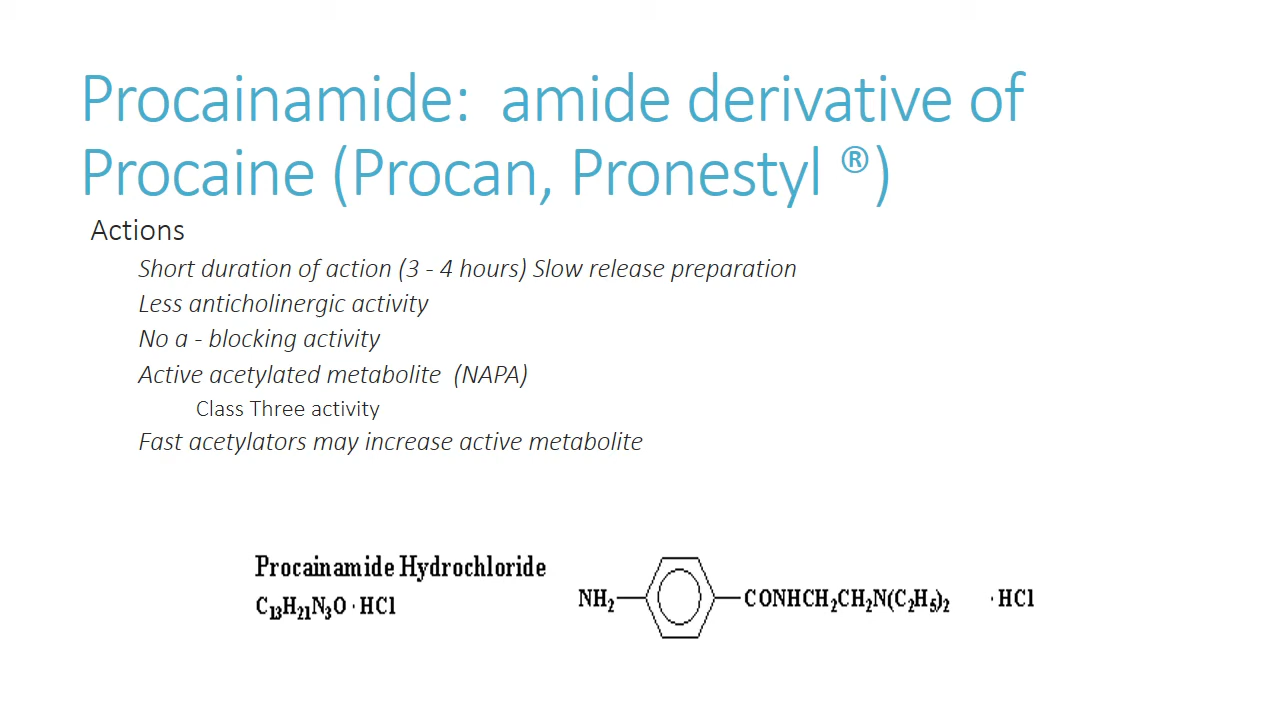 Procainamide: amide derivative of
Procaine (Procan, Pronestyl ®)
Actions
Short duration of action (3 - 4 hours) Slow release preparation
Less anticholinergic activity
No a - blocking activity
Active acetylated metabolite (NAPA)
Class Three activity
Fast acetylators may increase active metabolite
Procainamide Hydrochloride
C₁₃H₂₁N₃O · HCl
NH₂ CONHCH₂CH₂N(C₂H₅)₂ · HCl